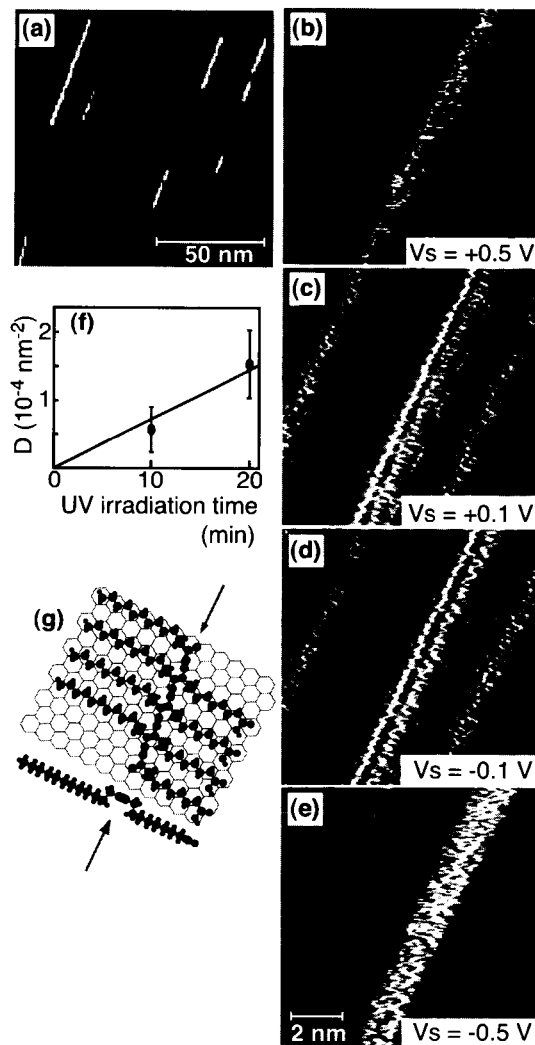 (a)
50 nm
(b)
Vs = +0.5 V
(c)
Vs = +0.1 V
(d)
Vs = -0.1 V
(e)
2 nm
Vs = -0.5 V
(f)
D (10⁻⁴ nm⁻²)
2
1
0
0
10
20
UV irradiation time
(min)
(g)